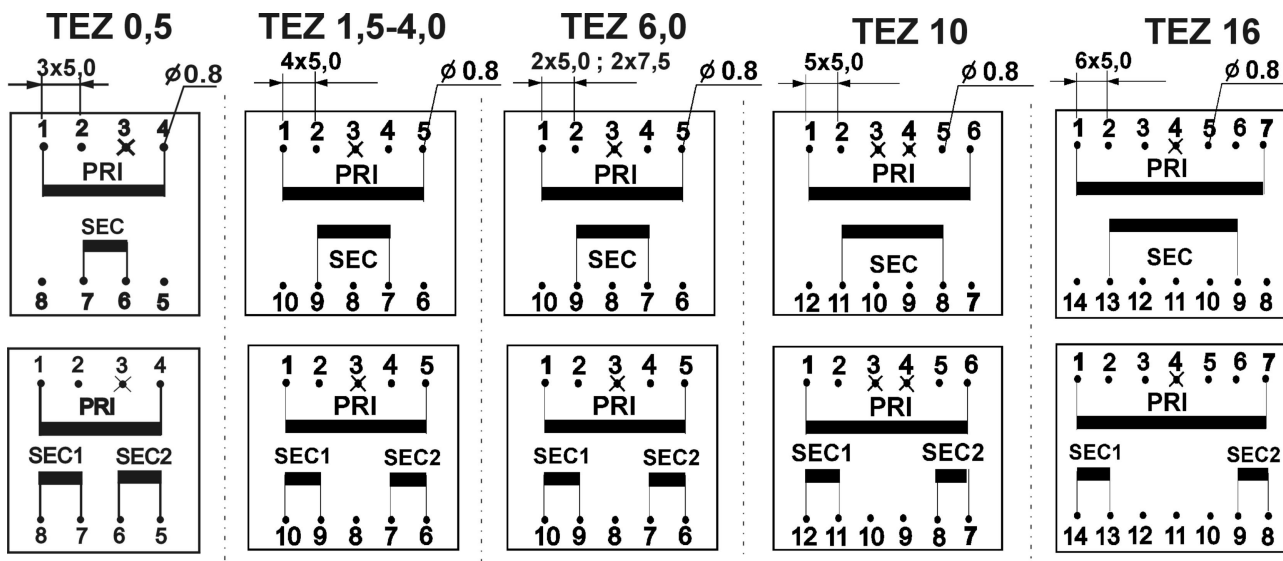 TEZ 0,5 TEZ 1,5-4,0 TEZ 6,0 TEZ 10 TEZ 16
3x5,0 ø 0.8 4x5,0 ø 0.8 2x5,0 ; 2x7,5 ø 0.8 5x5,0 ø 0.8 6x5,0 ø 0.8
1 2 3 4 1 2 3 4 5 1 2 3 4 5 1 2 3 4 5 6 1 2 3 4 5 6 7
PRI PRI PRI PRI PRI
SEC SEC SEC SEC SEC
8 7 6 5 10 9 8 7 6 10 9 8 7 6 12 11 10 9 8 7 14 13 12 11 10 9 8
1 2 3 4 1 2 3 4 5 1 2 3 4 5 1 2 3 4 5 6 1 2 3 4 5 6 7
PRI PRI PRI PRI PRI
SEC1 SEC2 SEC1 SEC2 SEC1 SEC2 SEC1 SEC2 SEC1 SEC2
8 7 6 5 10 9 8 7 6 10 9 8 7 6 12 11 10 9 8 7 14 13 12 11 10 9 8